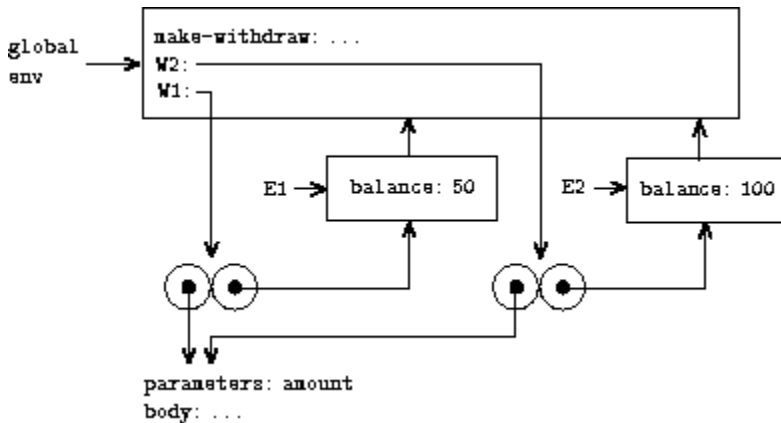 global
env
make-withdraw: ...
W2:
W1:
E1
balance: 50
E2
balance: 100
parameters: amount
body: ...